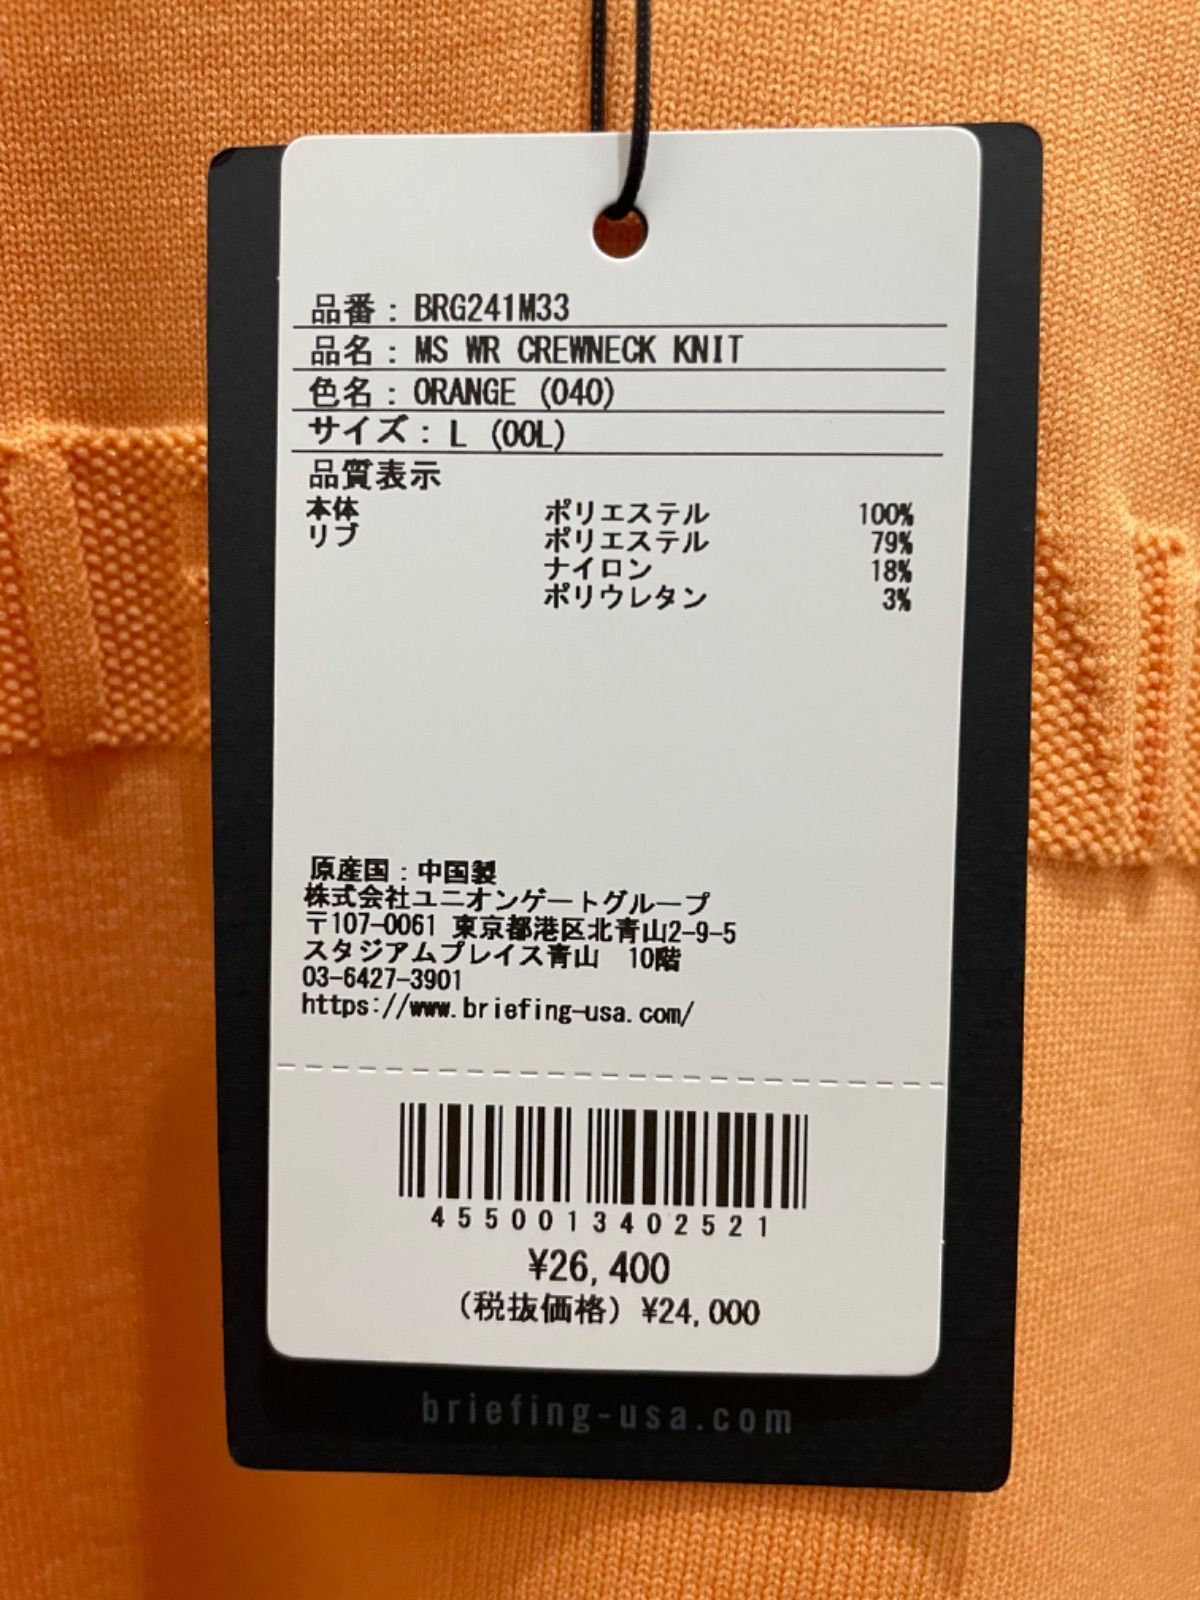 品番：BRG241M33
品名：MS WR CREWNECK KNIT
色名：ORANGE (040)
サイズ：L (00L)
品質表示
本体 ポリエステル 100%
リブ ポリエステル 79%
ナイロン 18%
ポリウレタン 3%
原産国：中国製
株式会社ユニオンゲートグループ
〒107-0061 東京都港区北青山2-9-5
スタジアムプレイス青山 10階
03-6427-3901
https://www.briefing-usa.com/
4550013402521
¥26,400
(税抜価格) ¥24,000
briefing-usa.com